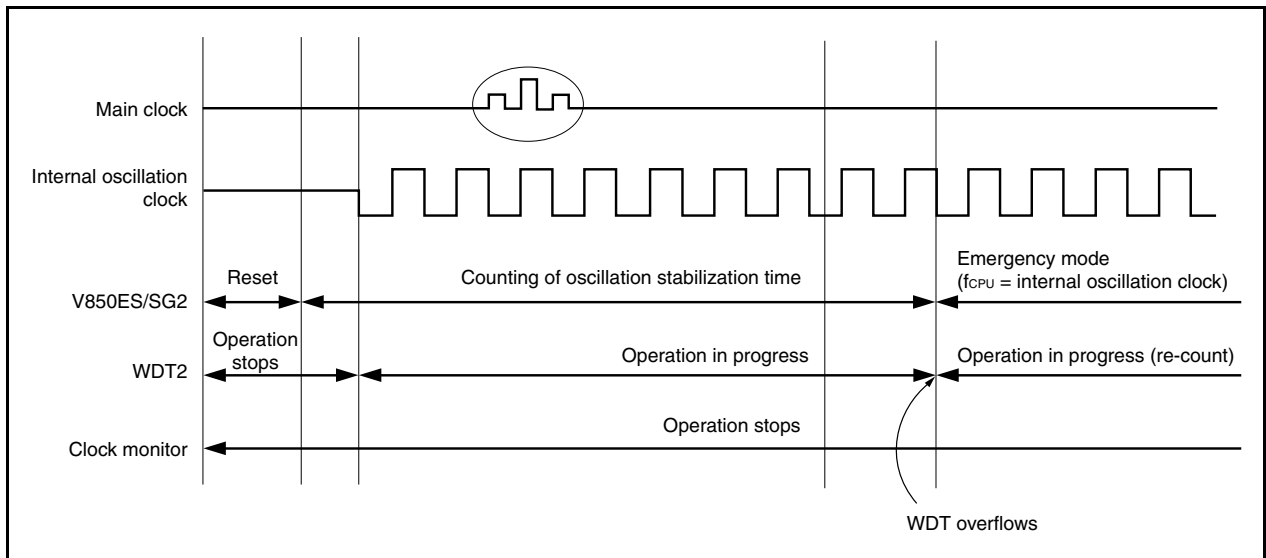 Main clock
Internal oscillation
clock
Reset
Counting of oscillation stabilization time
Emergency mode
(fCPU = internal oscillation clock)
V850ES/SG2
Operation
stops
Operation in progress
Operation in progress (re-count)
WDT2
Operation stops
Clock monitor
WDT overflows